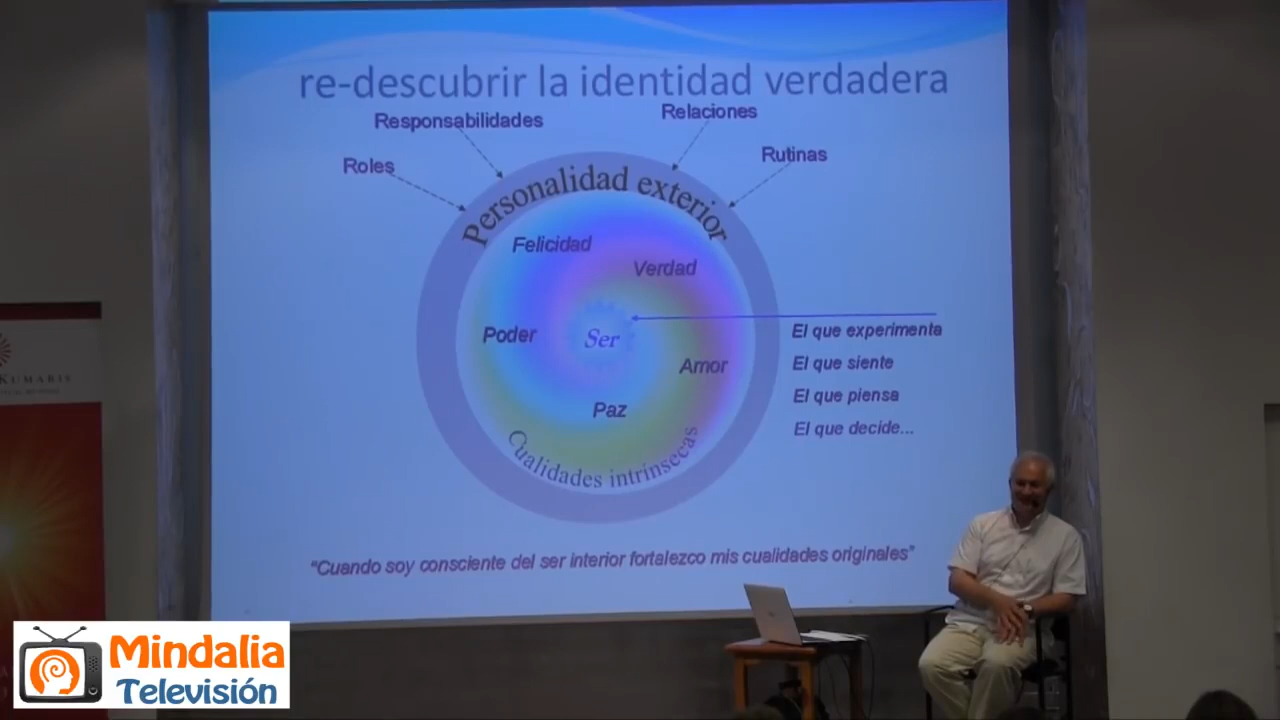 re-descubrir la identidad verdadera
Responsabilidades
Relaciones
Roles
Rutinas
Personalidad exterior
Felicidad
Verdad
Poder
Ser
Amor
Paz
Cualidades intrínsecas
El que experimenta
El que siente
El que piensa
El que decide...
“Cuando soy consciente del ser interior fortalezco mis cualidades originales”
KUMARIS
Mindalia
Televisión